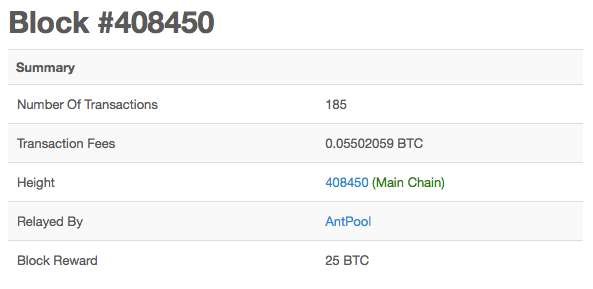 Block #408450
Summary
Number Of Transactions 185
Transaction Fees 0.05502059 BTC
Height 408450 (Main Chain)
Relayed By AntPool
Block Reward 25 BTC